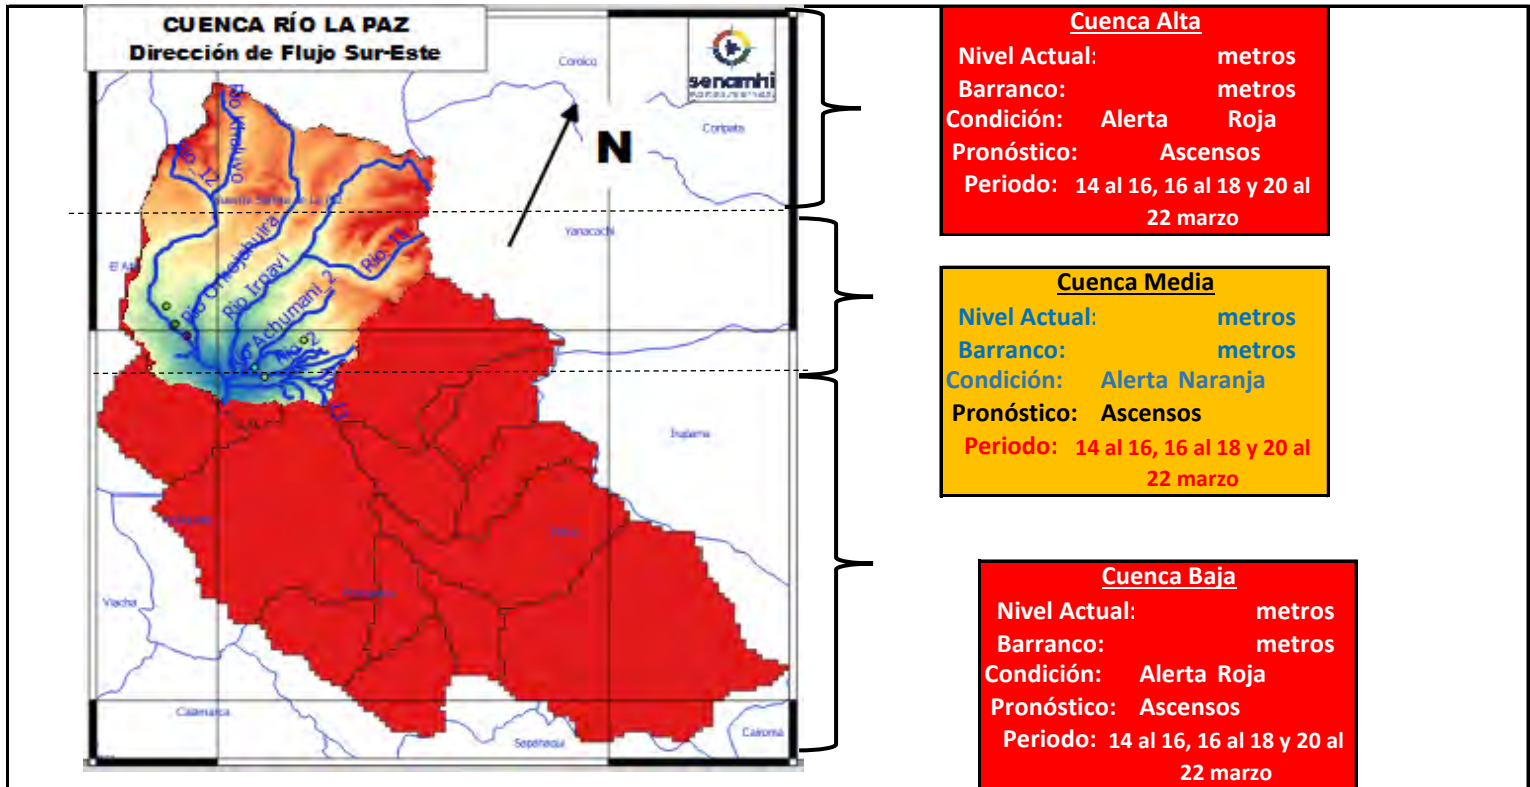 CUENCA RÍO LA PAZ
Dirección de Flujo Sur-Este
senamhi
Coroico
Coripata
N
Yanacachi
Río Orkojahuira
Río Irpavi
Achumani_2
Irupana
Viacha
Calamarca
Sapahaqui
Cairoma
Cuenca Alta
Nivel Actual: metros
Barranco: metros
Condición: Alerta Roja
Pronóstico: Ascensos
Periodo: 14 al 16, 16 al 18 y 20 al
22 marzo
Cuenca Media
Nivel Actual: metros
Barranco: metros
Condición: Alerta Naranja
Pronóstico: Ascensos
Periodo: 14 al 16, 16 al 18 y 20 al
22 marzo
Cuenca Baja
Nivel Actual: metros
Barranco: metros
Condición: Alerta Roja
Pronóstico: Ascensos
Periodo: 14 al 16, 16 al 18 y 20 al
22 marzo